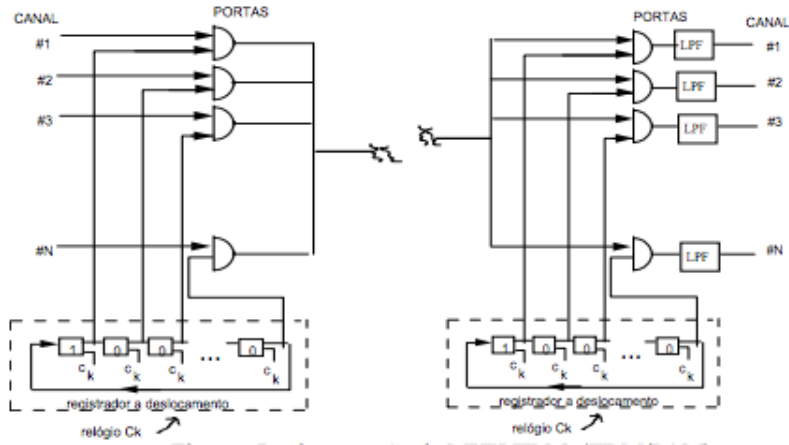 CANAL
PORTAS
#1
#2
#3
#N
1
0
0
...
0
c k
c k
c k
c k
registrador a deslocamento
relógio Ck
PORTAS
CANAL
LPF
#1
LPF
#2
LPF
#3
LPF
#N
1
0
0
...
0
c k
c k
c k
c k
registrador a deslocamento
relógio Ck